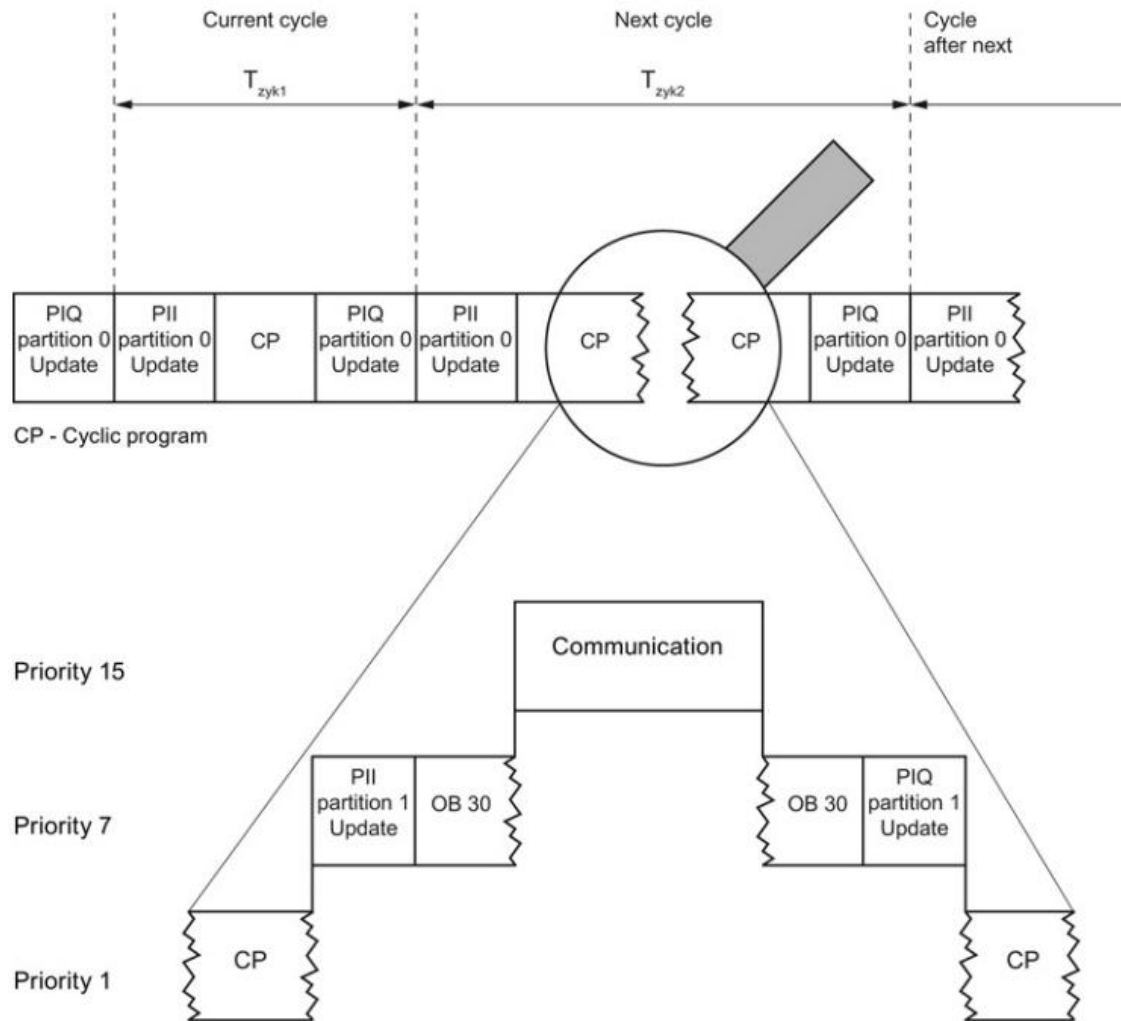 Current cycle
Next cycle
Cycle
after next
Tzyk1
Tzyk2
PIQ
partition 0
Update
PII
partition 0
Update
CP
PIQ
partition 0
Update
PII
partition 0
Update
CP
CP
PIQ
partition 0
Update
PII
partition 0
Update
CP - Cyclic program
Communication
Priority 15
PII
partition 1
Update
OB 30
OB 30
PIQ
partition 1
Update
Priority 7
CP
CP
Priority 1